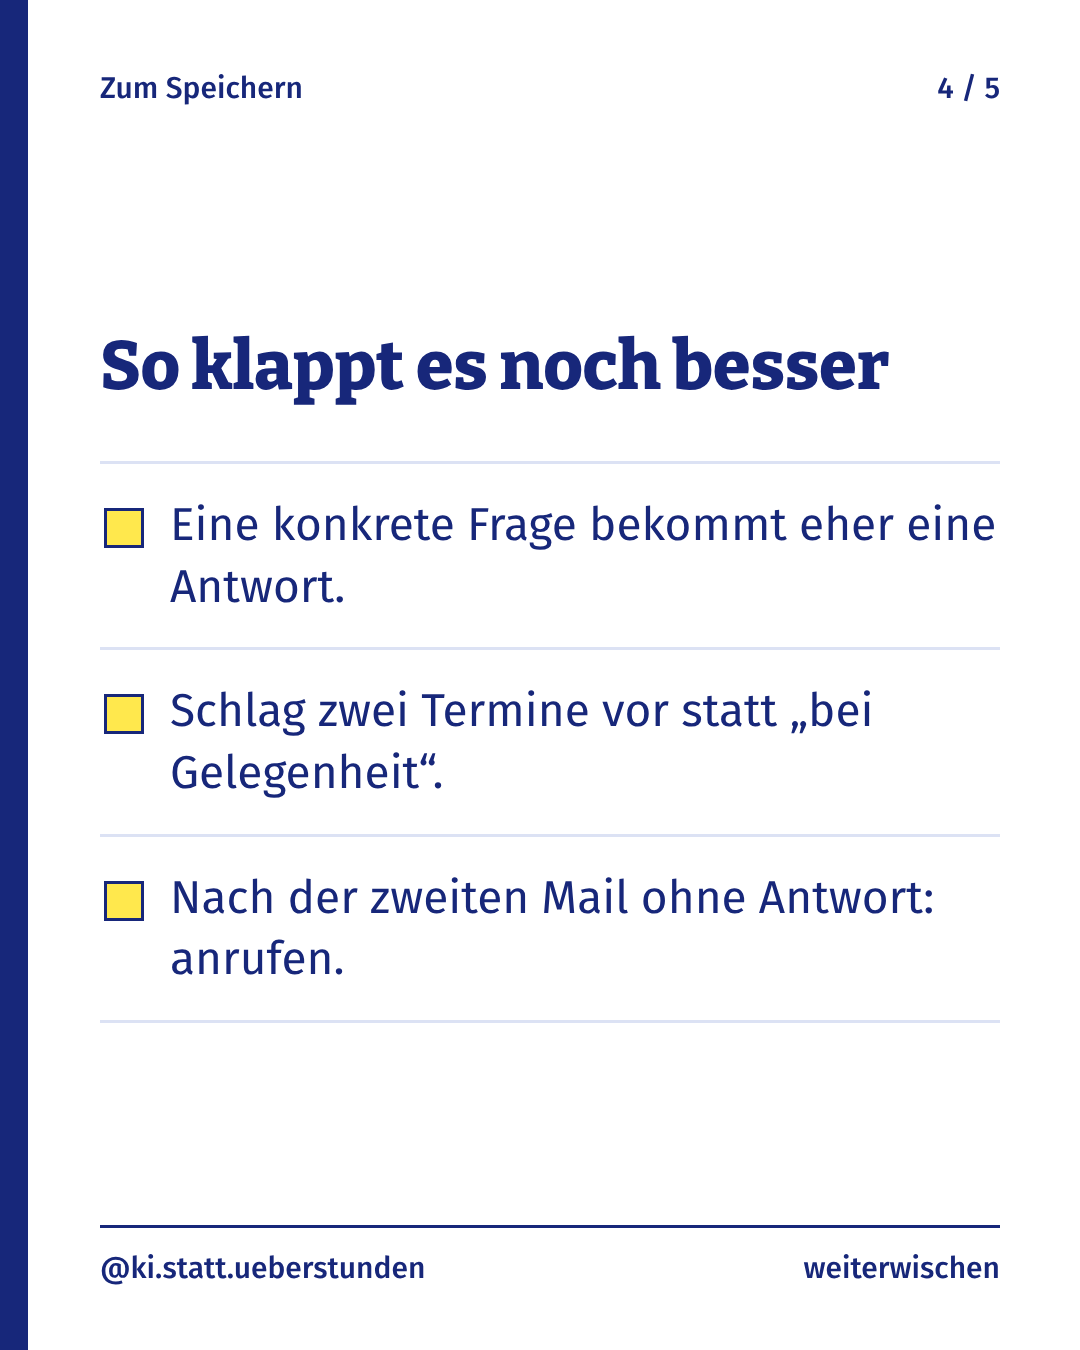 Zum Speichern
4 / 5
So klappt es noch besser
Eine konkrete Frage bekommt eher eine
Antwort.
Schlag zwei Termine vor statt „bei
Gelegenheit“.
Nach der zweiten Mail ohne Antwort:
anrufen.
@ki.statt.ueberstunden
weiterwischen